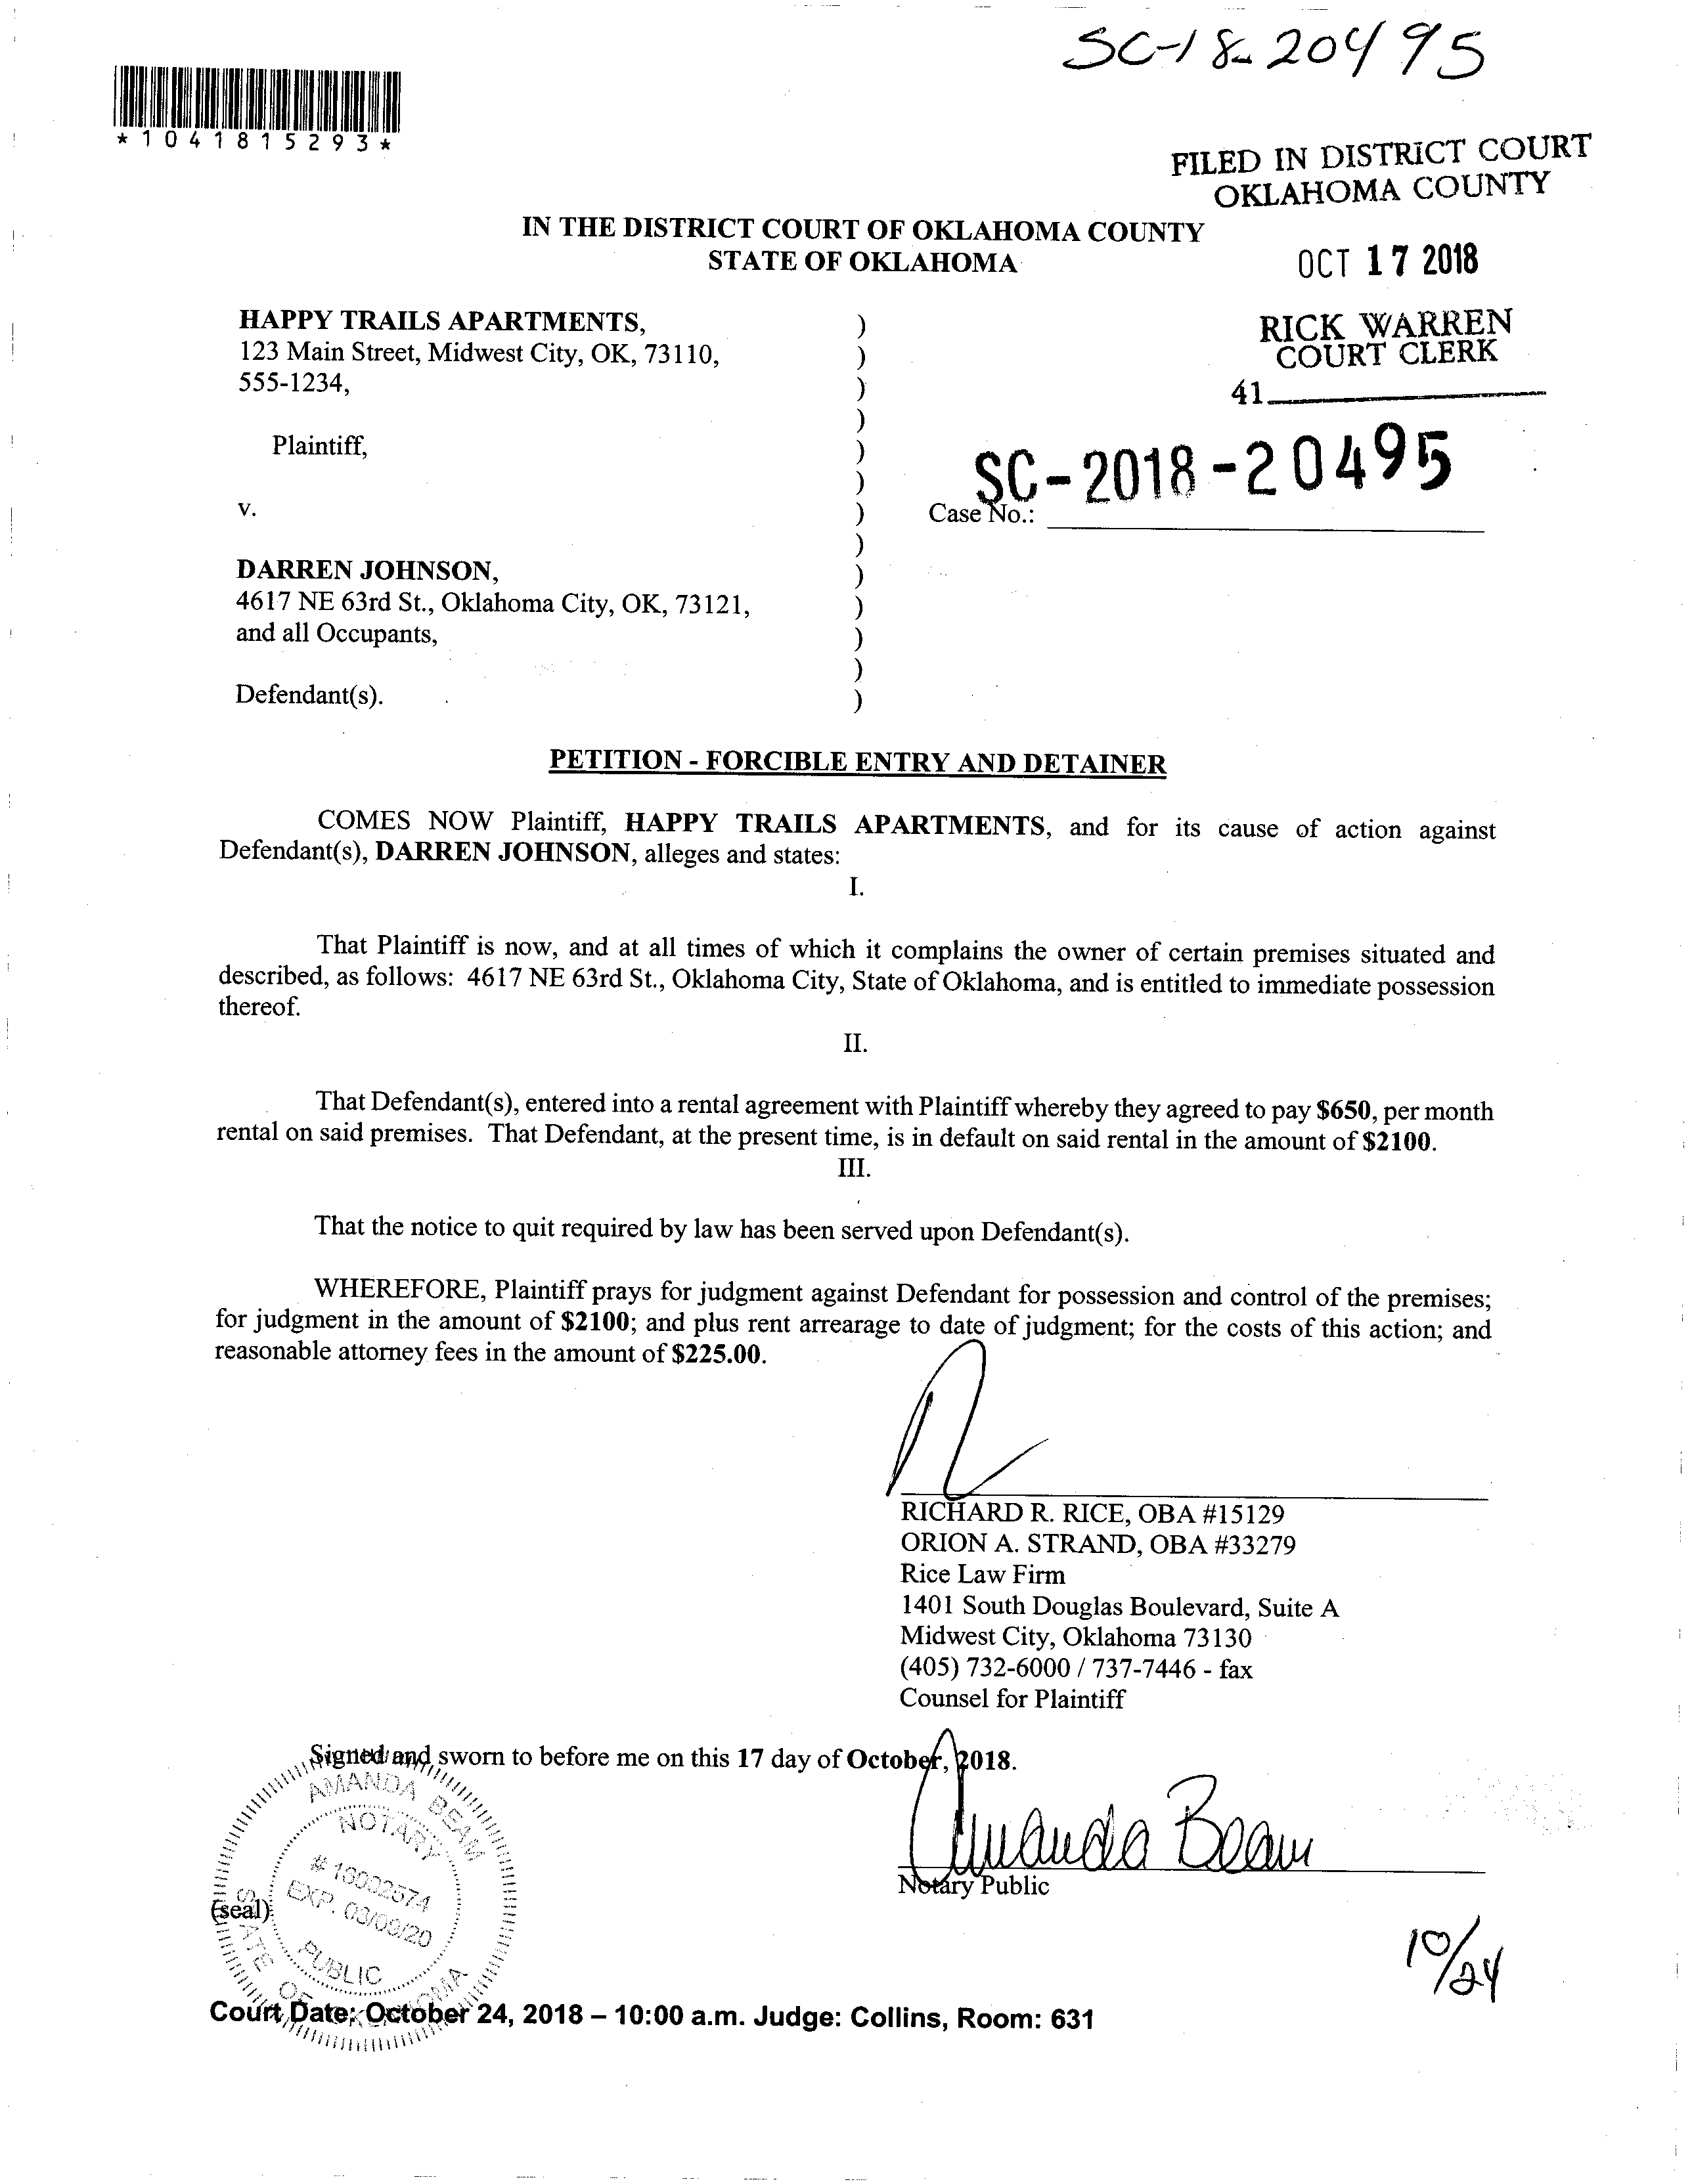 SC-18-20495
*1041815293*
FILED IN DISTRICT COURT
OKLAHOMA COUNTY
IN THE DISTRICT COURT OF OKLAHOMA COUNTY
STATE OF OKLAHOMA
OCT 17 2018
RICK WARREN
COURT CLERK
41
HAPPY TRAILS APARTMENTS, )
123 Main Street, Midwest City, OK, 73110, )
555-1234, )
)
Plaintiff, )
)
v. )
SC-2018-20495
Case No.:
)
DARREN JOHNSON, )
4617 NE 63rd St., Oklahoma City, OK, 73121, )
and all Occupants, )
)
Defendant(s). )
PETITION - FORCIBLE ENTRY AND DETAINER
COMES NOW Plaintiff, HAPPY TRAILS APARTMENTS, and for its cause of action against
Defendant(s), DARREN JOHNSON, alleges and states:
I.
That Plaintiff is now, and at all times of which it complains the owner of certain premises situated and
described, as follows: 4617 NE 63rd St., Oklahoma City, State of Oklahoma, and is entitled to immediate possession
thereof.
II.
That Defendant(s), entered into a rental agreement with Plaintiff whereby they agreed to pay $650, per month
rental on said premises. That Defendant, at the present time, is in default on said rental in the amount of $2100.
III.
That the notice to quit required by law has been served upon Defendant(s).
WHEREFORE, Plaintiff prays for judgment against Defendant for possession and control of the premises;
for judgment in the amount of $2100; and plus rent arrearage to date of judgment; for the costs of this action; and
reasonable attorney fees in the amount of $225.00.
RICHARD R. RICE, OBA #15129
ORION A. STRAND, OBA #33279
Rice Law Firm
1401 South Douglas Boulevard, Suite A
Midwest City, Oklahoma 73130
(405) 732-6000 / 737-7446 - fax
Counsel for Plaintiff
Signed and sworn to before me on this 17 day of October, 2018.
Amanda Beam
Notary Public
AMANDA BEAM
NOTARY
# 13002574
EXP. 03/09/20
PUBLIC
STATE OF OKLAHOMA
(seal)
10/24
Court Date: October 24, 2018 – 10:00 a.m. Judge: Collins, Room: 631